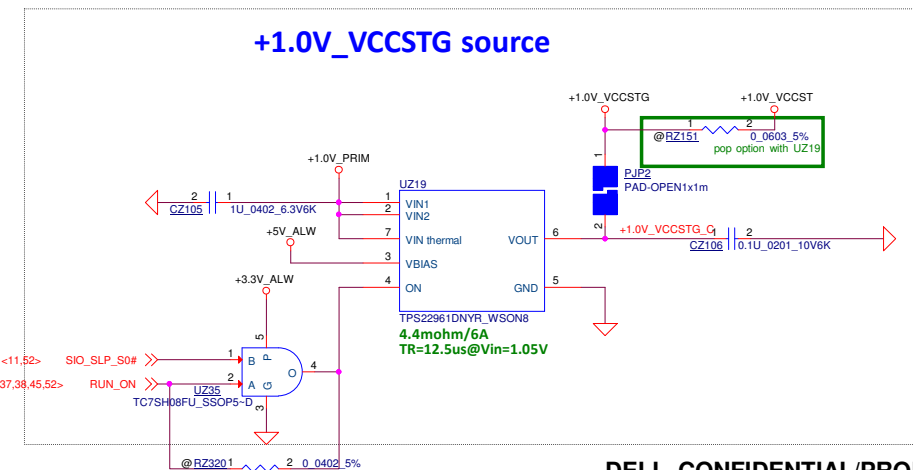 +1.0V_VCCSTG source
+1.0V_VCCSTG
+1.0V_VCCST
1
2
@RZ151
0_0603_5%
pop option with UZ19
+1.0V_PRIM
1
PJP2
PAD-OPEN1x1m
2
UZ19
2
1
CZ105
1U_0402_6.3V6K
1
VIN1
2
VIN2
+5V_ALW
7
VIN thermal
VOUT
6
+1.0V_VCCSTG_C
1
2
CZ106
0.1U_0201_10V6K
3
VBIAS
+3.3V_ALW
4
ON
GND
5
TPS22961DNYR_WSON8
4.4mohm/6A
TR=12.5us@Vin=1.05V
5
<11,52>
SIO_SLP_S0#
1
B
P
O
4
37,38,45,52>
RUN_ON
2
A
G
UZ35
TC7SH08FU_SSOP5~D
3
@RZ320
1
2
0_0402_5%